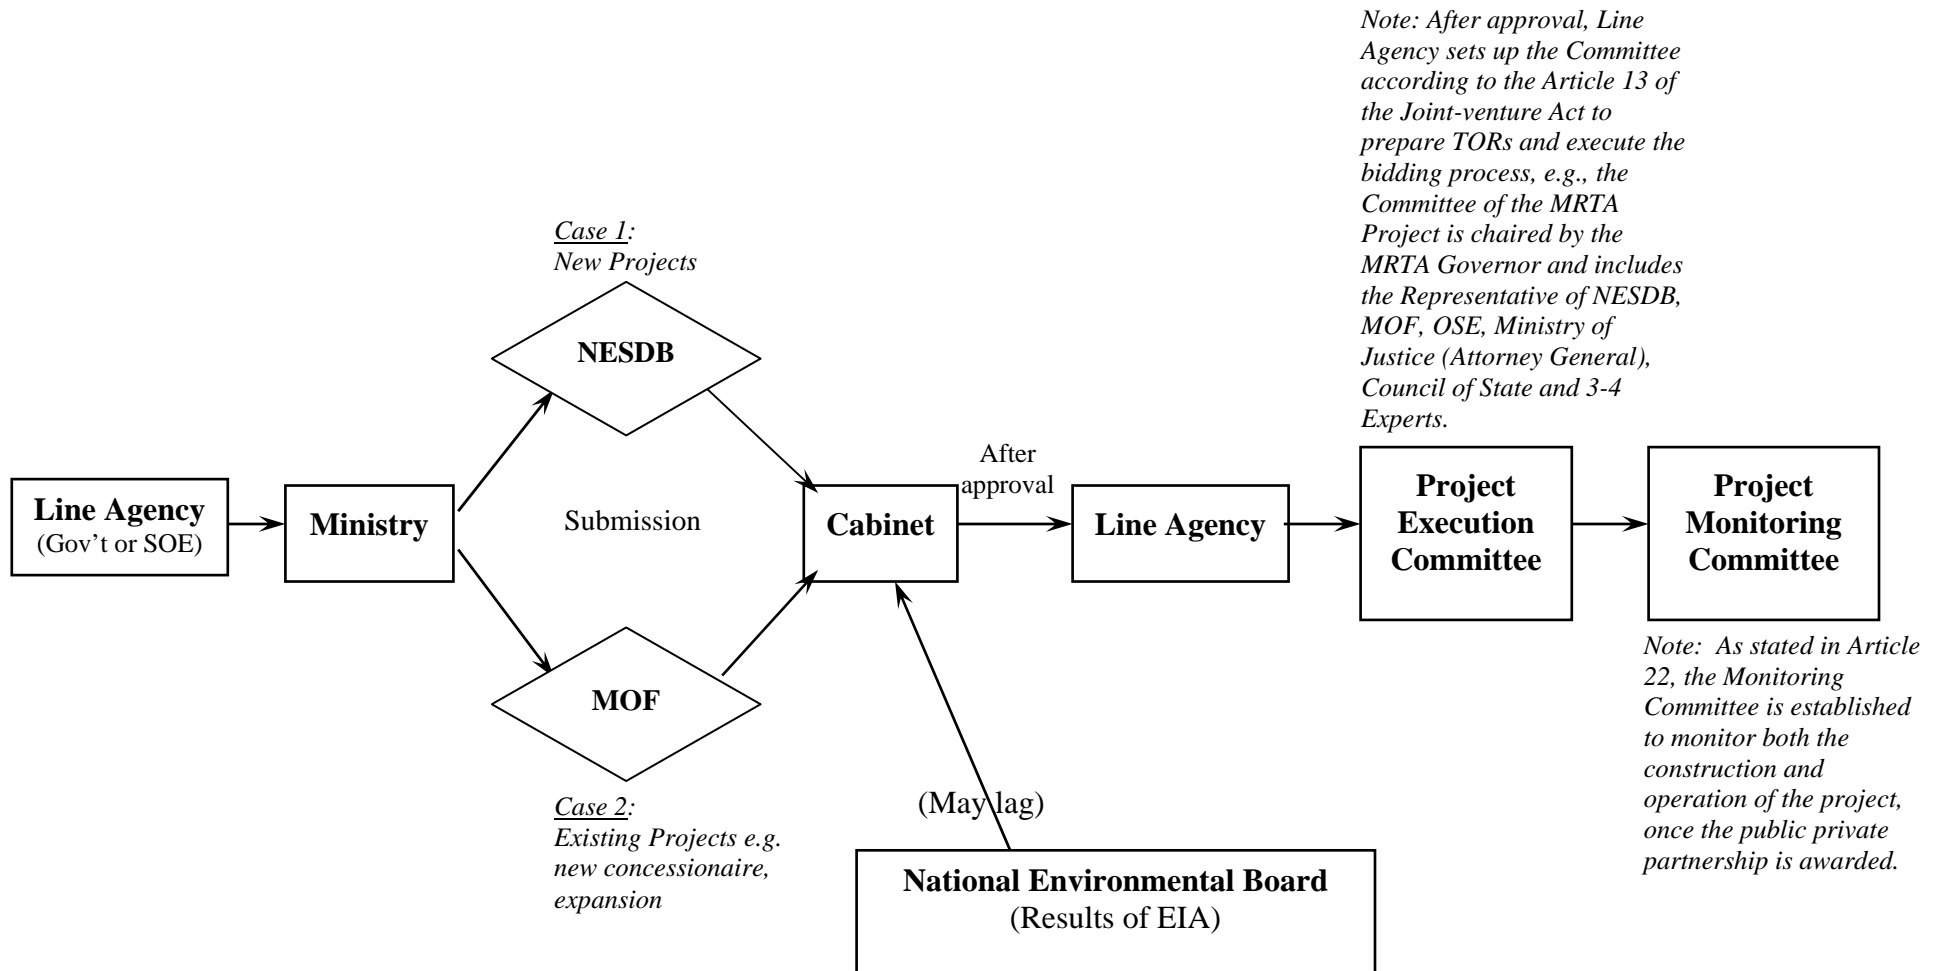 Note: After approval, Line
Agency sets up the Committee
according to the Article 13 of
the Joint-venture Act to
prepare TORs and execute the
bidding process, e.g., the
Committee of the MRTA
Project is chaired by the
MRTA Governor and includes
the Representative of NESDB,
MOF, OSE, Ministry of
Justice (Attorney General),
Council of State and 3-4
Experts.
Case 1:
New Projects
NESDB
Line Agency
(Gov't or SOE)
Ministry
Submission
Cabinet
After
approval
Line Agency
Project
Execution
Committee
Project
Monitoring
Committee
MOF
Case 2:
Existing Projects e.g.
new concessionaire,
expansion
(May lag)
National Environmental Board
(Results of EIA)
Note:  As stated in Article
22, the Monitoring
Committee is established
to monitor both the
construction and
operation of the project,
once the public private
partnership is awarded.